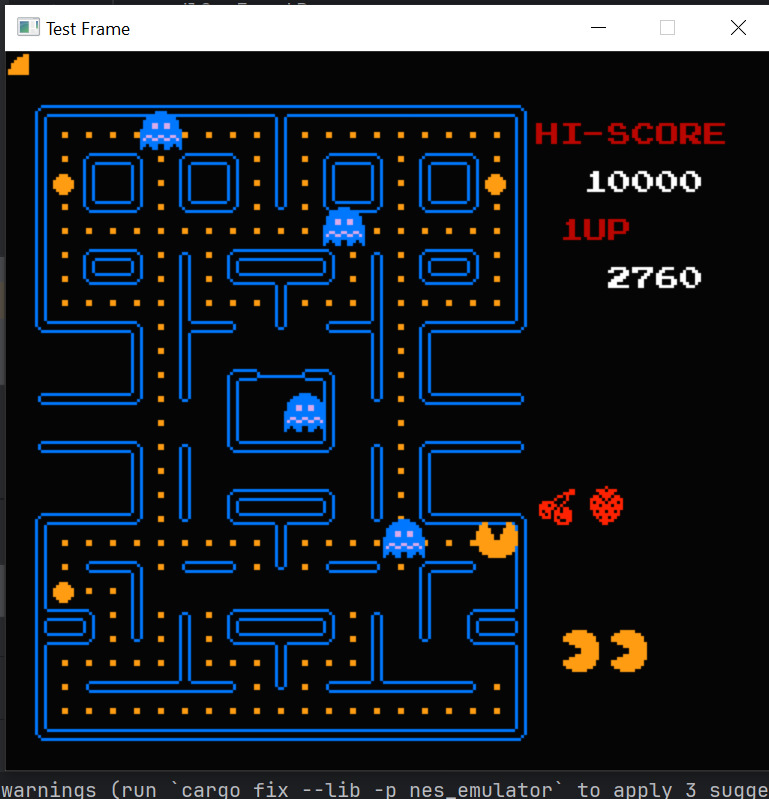 Test Frame
HI-SCORE
10000
1UP
2760
warnings (run `cargo fix --lib -p nes_emulator` to apply 3 sugge